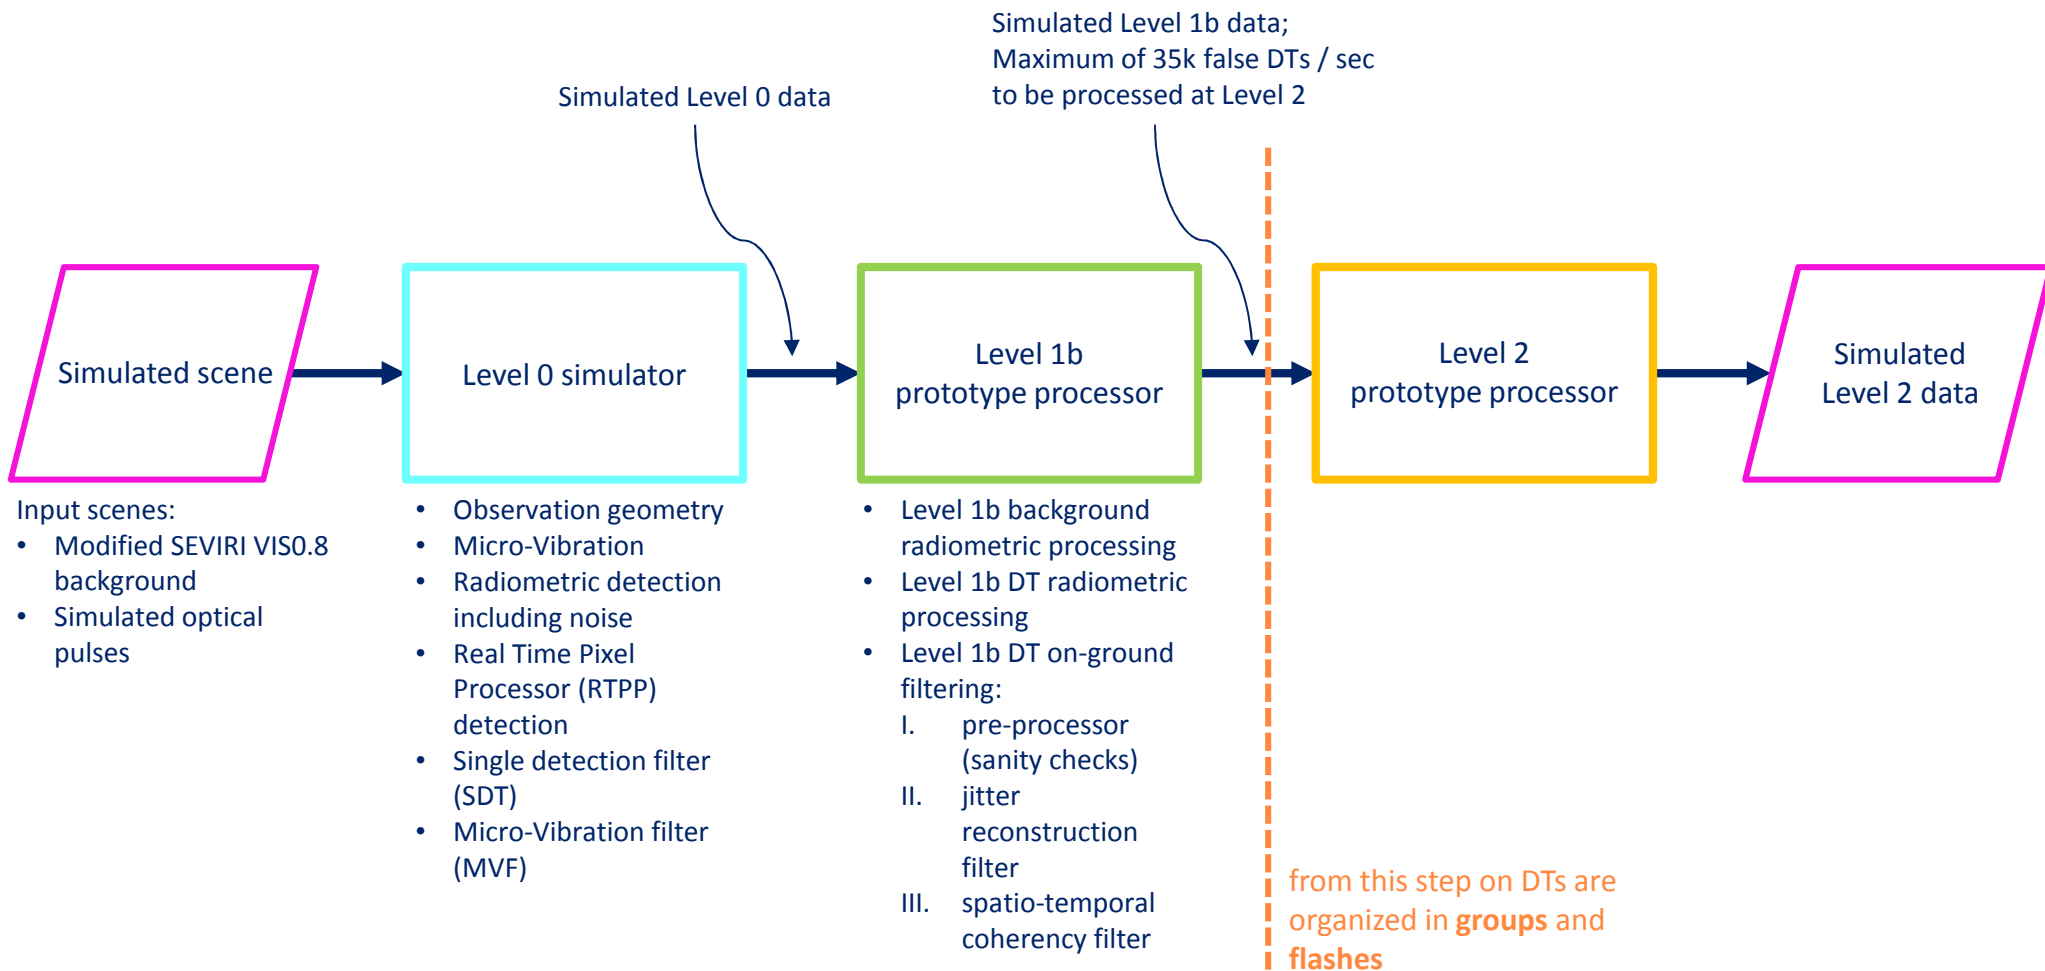 Simulated Level 1b data;
Maximum of 35k false DTs / sec
to be processed at Level 2
Simulated Level 0 data
Simulated scene
Level 0 simulator
Level 1b
prototype processor
Level 2
prototype processor
Simulated
Level 2 data
Input scenes:
• Modified SEVIRI VIS0.8
background
• Simulated optical
pulses
• Observation geometry
• Micro-Vibration
• Radiometric detection
including noise
• Real Time Pixel
Processor (RTPP)
detection
• Single detection filter
(SDT)
• Micro-Vibration filter
(MVF)
• Level 1b background
radiometric processing
• Level 1b DT radiometric
processing
• Level 1b DT on-ground
filtering:
I. pre-processor
(sanity checks)
II. jitter
reconstruction
filter
III. spatio-temporal
coherency filter
from this step on DTs are
organized in groups and
flashes